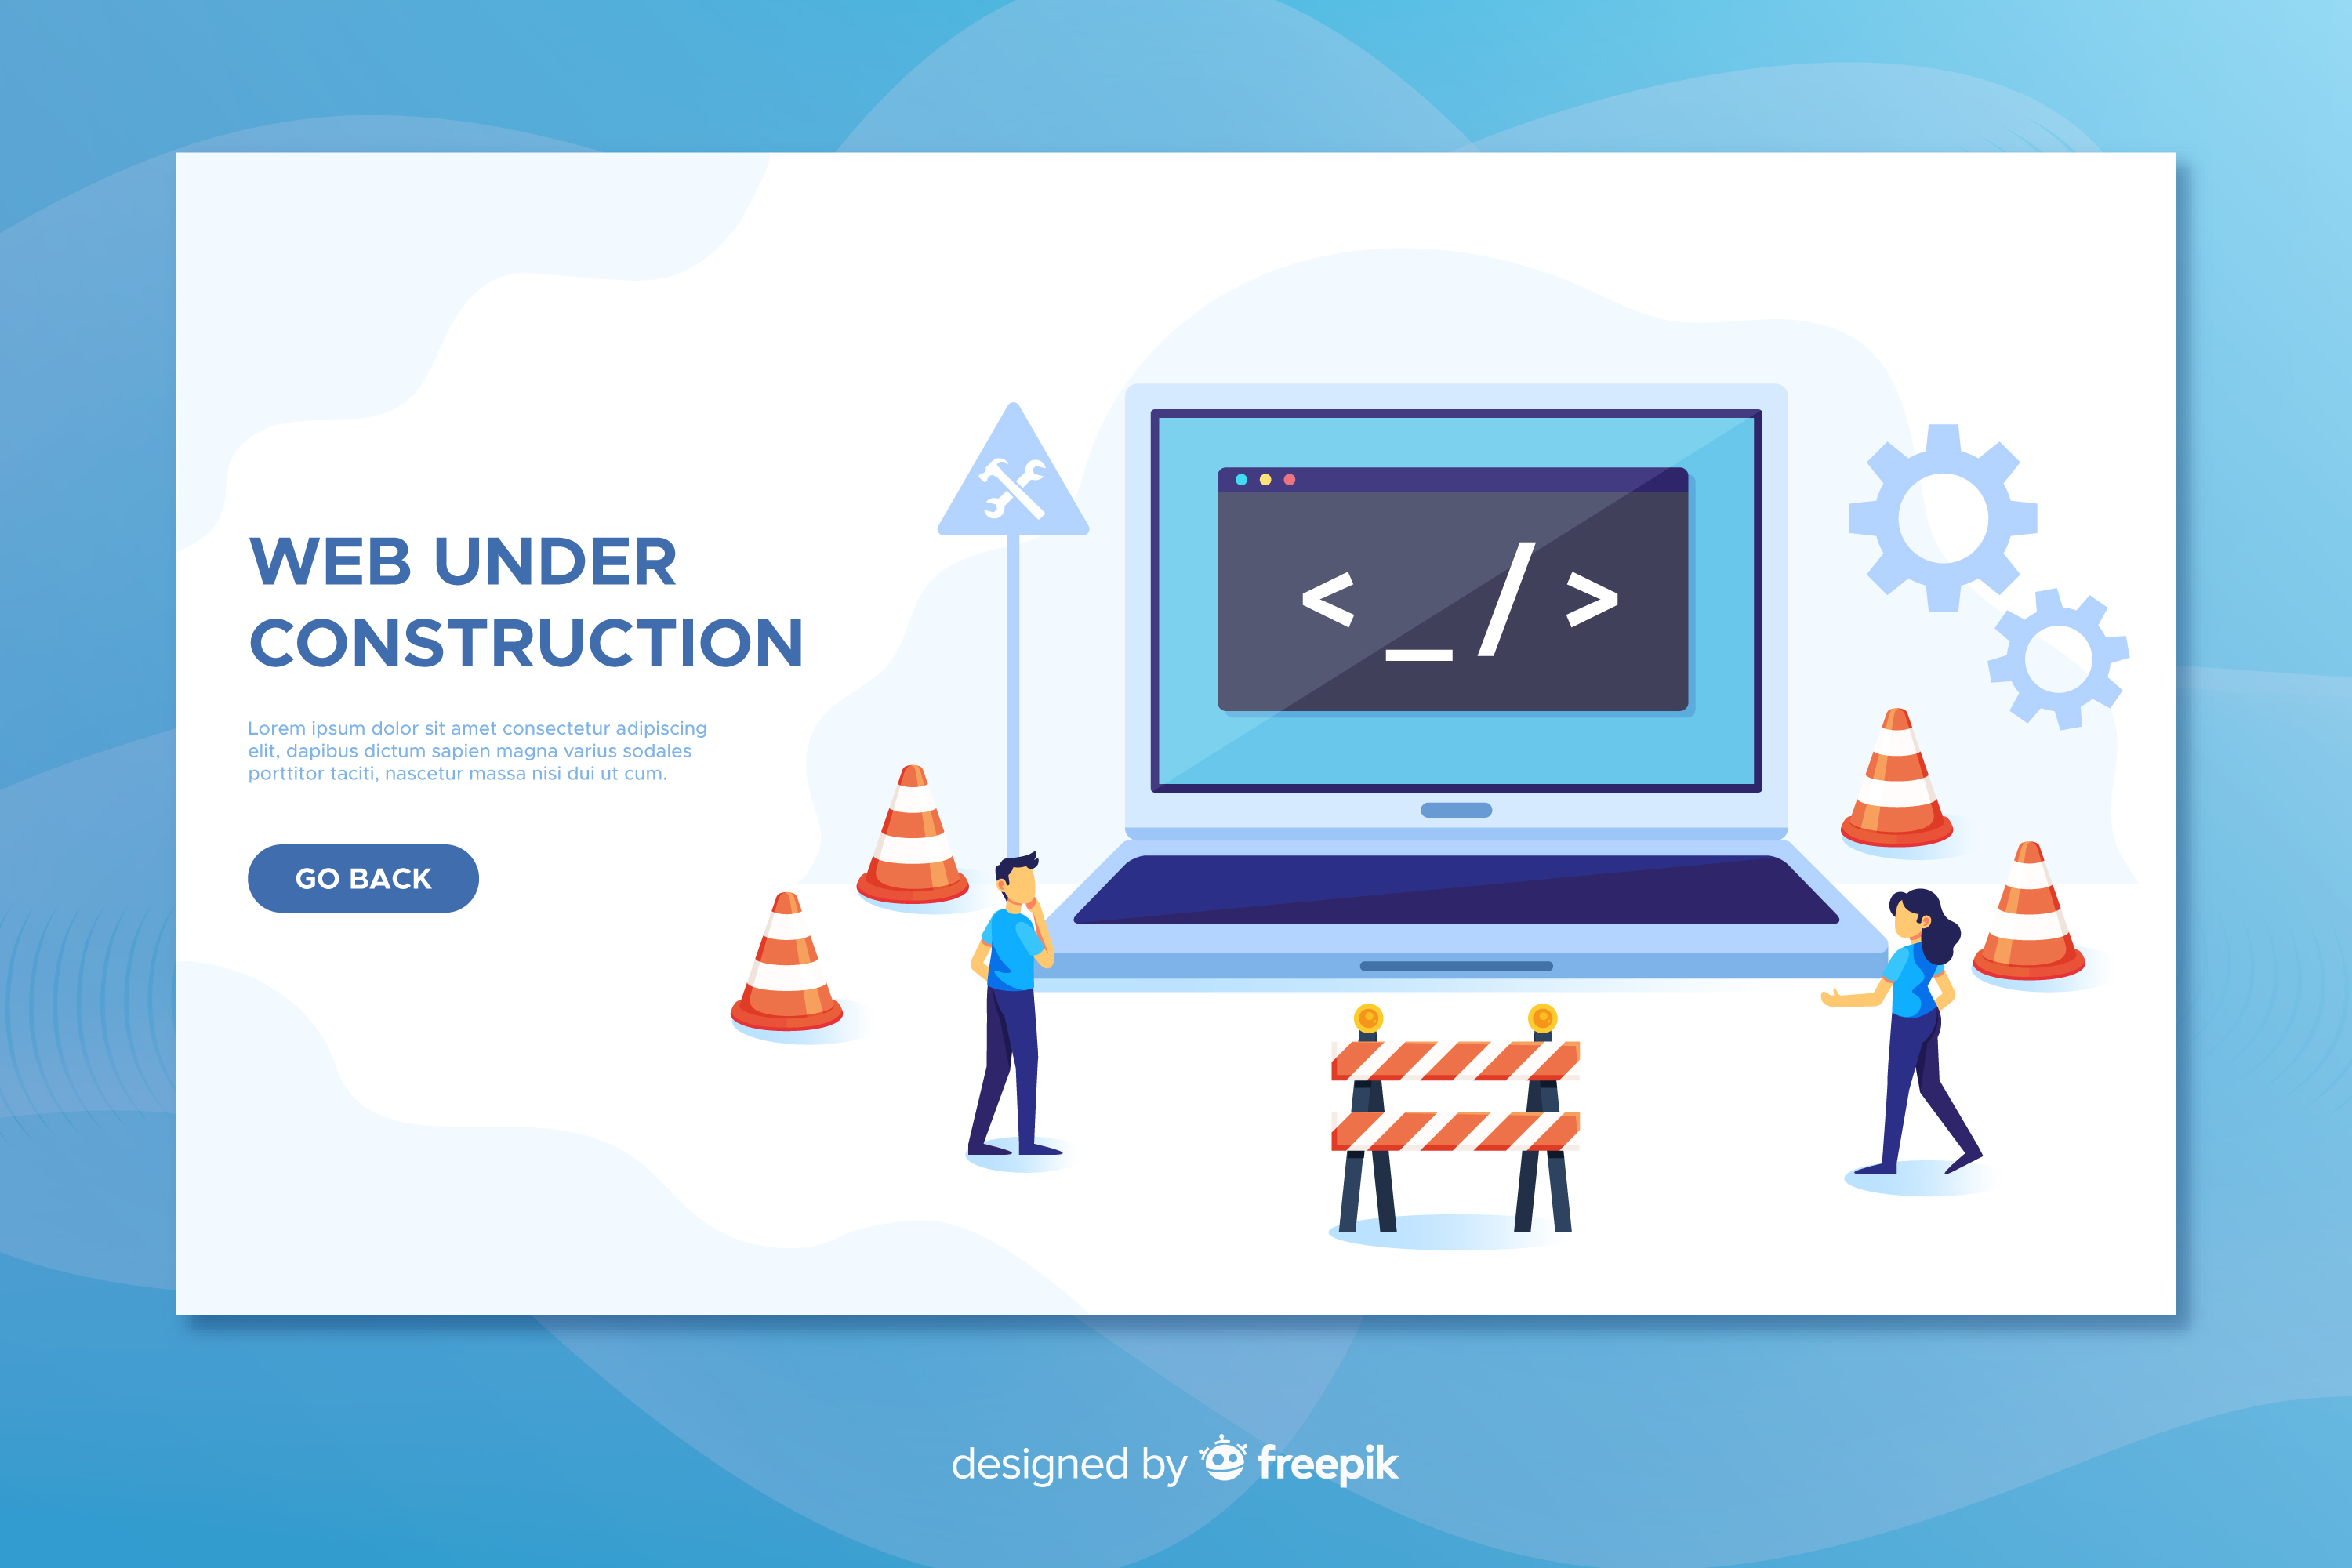 WEB UNDER
CONSTRUCTION
Lorem ipsum dolor sit amet consectetur adipiscing
elit, dapibus dictum sapien magna varius sodales
porttitor taciti, nascetur massa nisi dui ut cum.
GO BACK
< _ / >
designed by freepik